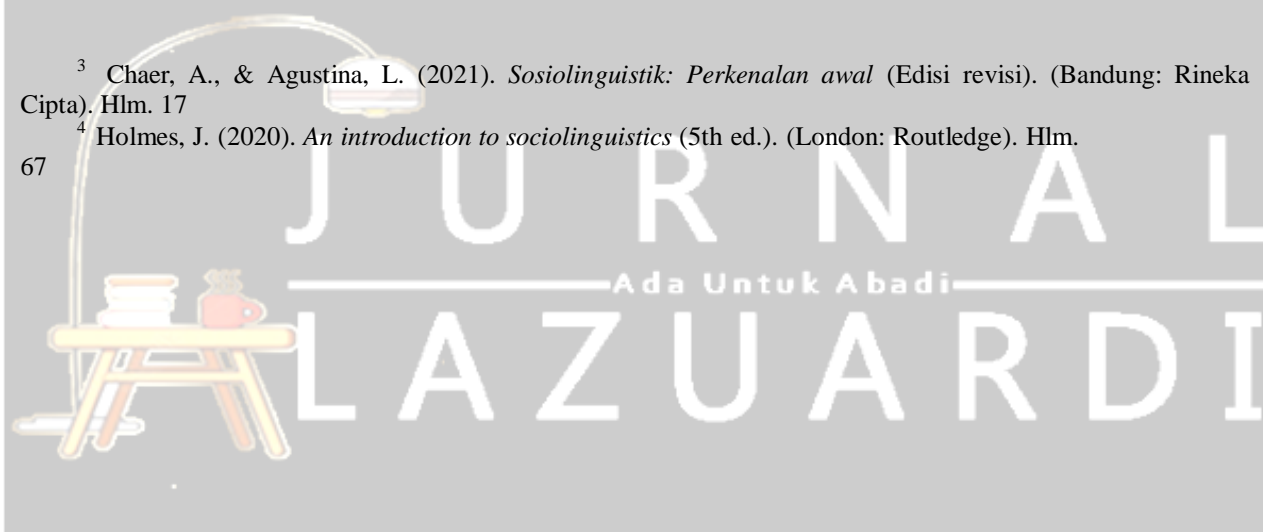 3 Chaer, A., & Agustina, L. (2021). Sosiolinguistik: Perkenalan awal (Edisi revisi). (Bandung: Rineka
Cipta). Hlm. 17
4 Holmes, J. (2020). An introduction to sociolinguistics (5th ed.). (London: Routledge). Hlm.
67
JURNAL
Ada Untuk Abadi
LAZUARDI